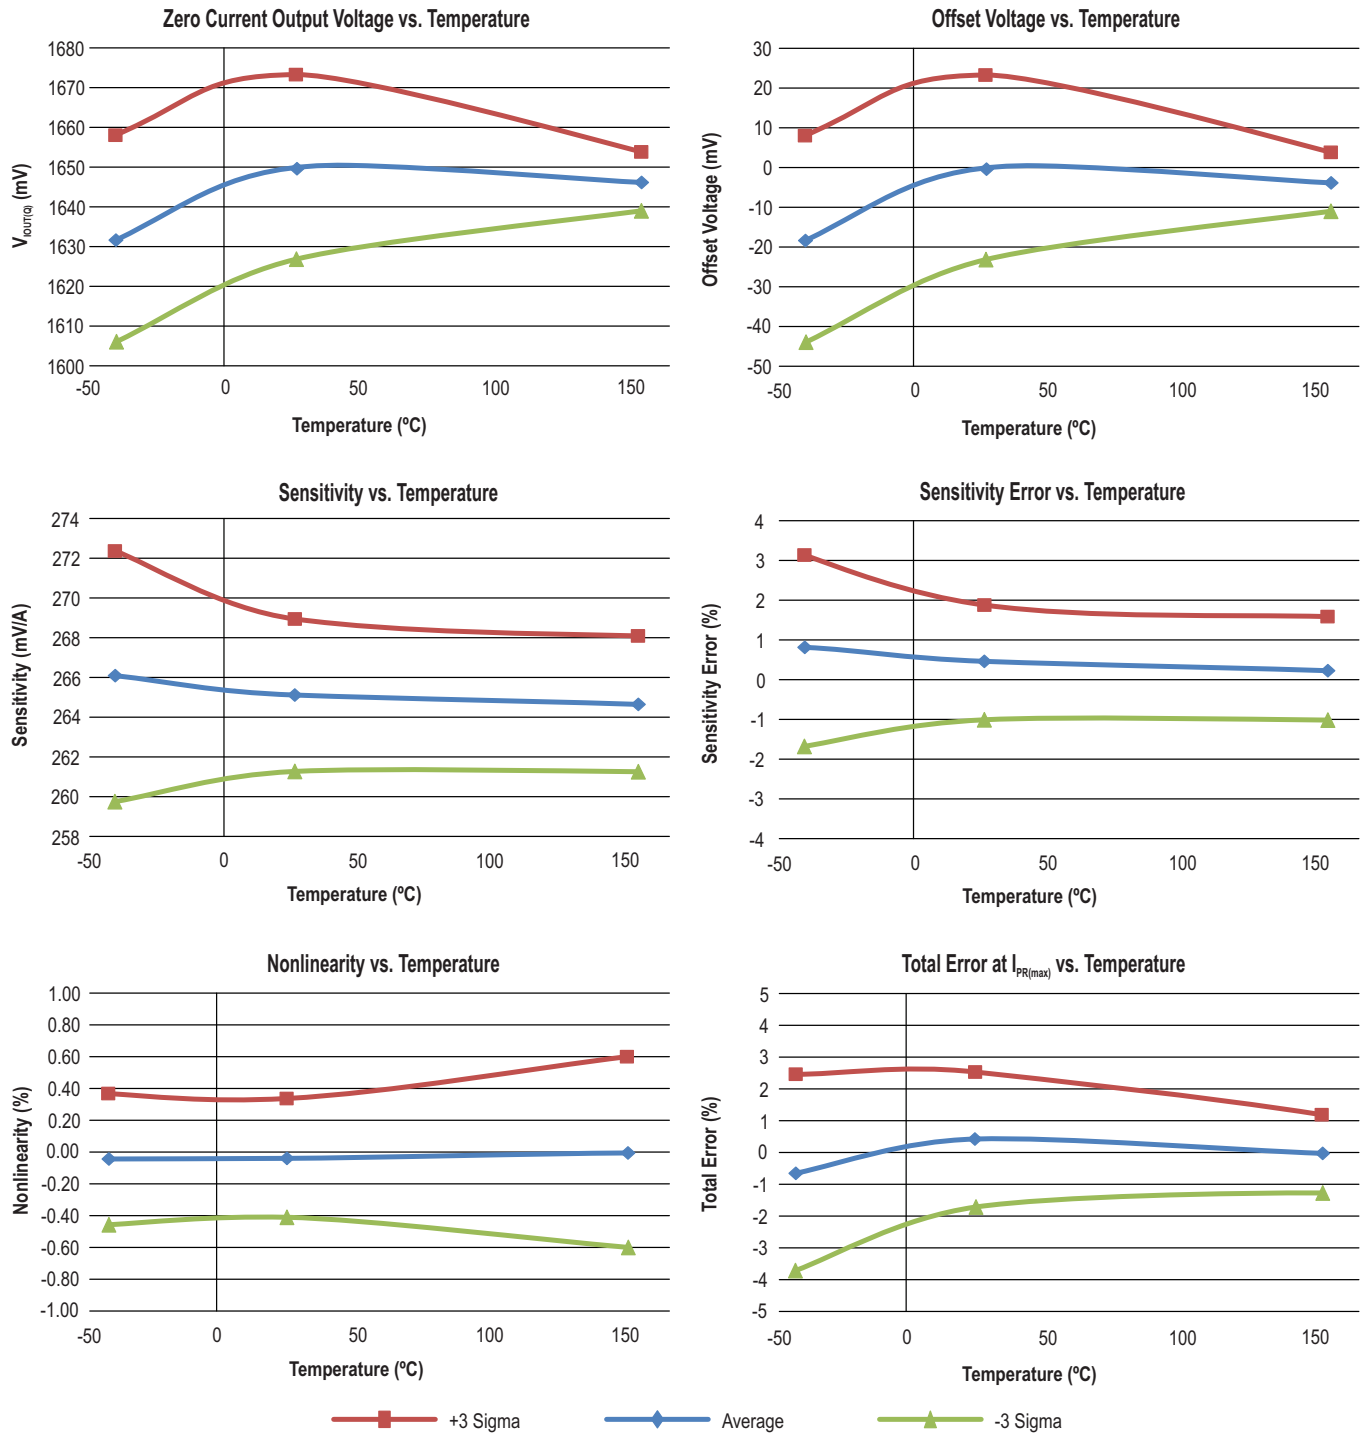 Zero Current Output Voltage vs. Temperature
1680
1670
1660
1650
1640
1630
1620
1610
1600
-50 0 50 100 150
V_IOUT(Q) (mV)
Temperature (ºC)
Offset Voltage vs. Temperature
30
20
10
0
-10
-20
-30
-40
-50
-50 0 50 100 150
Offset Voltage (mV)
Temperature (ºC)
Sensitivity vs. Temperature
274
272
270
268
266
264
262
260
258
-50 0 50 100 150
Sensitivity (mV/A)
Temperature (ºC)
Sensitivity Error vs. Temperature
4
3
2
1
0
-1
-2
-3
-4
-50 0 50 100 150
Sensitivity Error (%)
Temperature (ºC)
Nonlinearity vs. Temperature
1.00
0.80
0.60
0.40
0.20
0.00
-0.20
-0.40
-0.60
-0.80
-1.00
-50 0 50 100 150
Nonlinearity (%)
Temperature (ºC)
Total Error at I_PR(max) vs. Temperature
5
4
3
2
1
0
-1
-2
-3
-4
-5
-50 0 50 100 150
Total Error (%)
Temperature (ºC)
+3 Sigma Average -3 Sigma